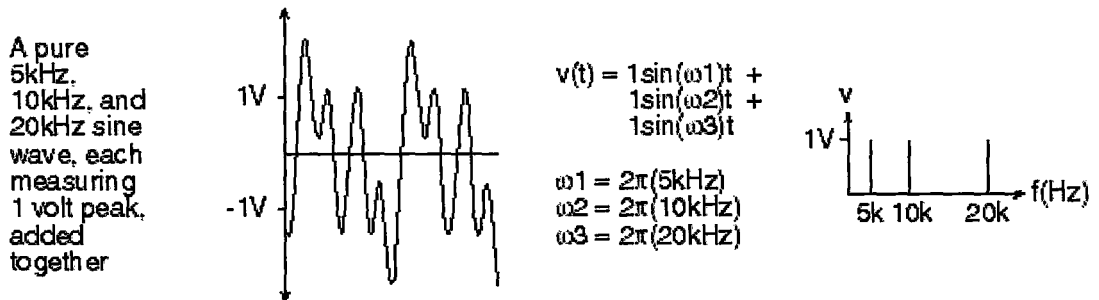 A pure
5kHz,
10kHz, and
20kHz sine
wave, each
measuring
1 volt peak,
added
together
1V
-1V
v(t) = 1sin(ω1)t +
1sin(ω2)t +
1sin(ω3)t
ω1 = 2π(5kHz)
ω2 = 2π(10kHz)
ω3 = 2π(20kHz)
v
1V
f(Hz)
5k 10k 20k